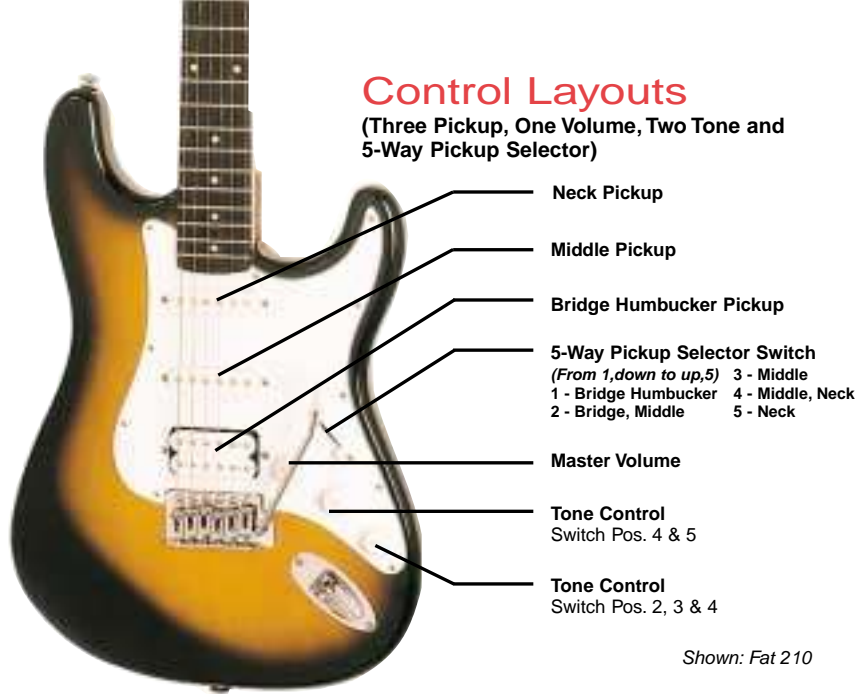 Control Layouts
(Three Pickup, One Volume, Two Tone and
5-Way Pickup Selector)
Neck Pickup
Middle Pickup
Bridge Humbucker Pickup
5-Way Pickup Selector Switch
(From 1,down to up,5) 3 - Middle
1 - Bridge Humbucker 4 - Middle, Neck
2 - Bridge, Middle 5 - Neck
Master Volume
Tone Control
Switch Pos. 4 & 5
Tone Control
Switch Pos. 2, 3 & 4
Shown: Fat 210